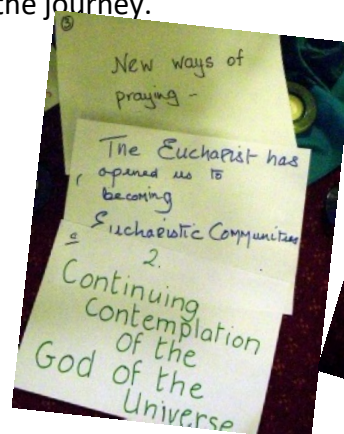 the journey.
3
New ways of
praying -
The Eucharist has
opened us to
becoming
Eucharistic Communities
2.
Continuing
Contemplation
of the
God of the
Universe